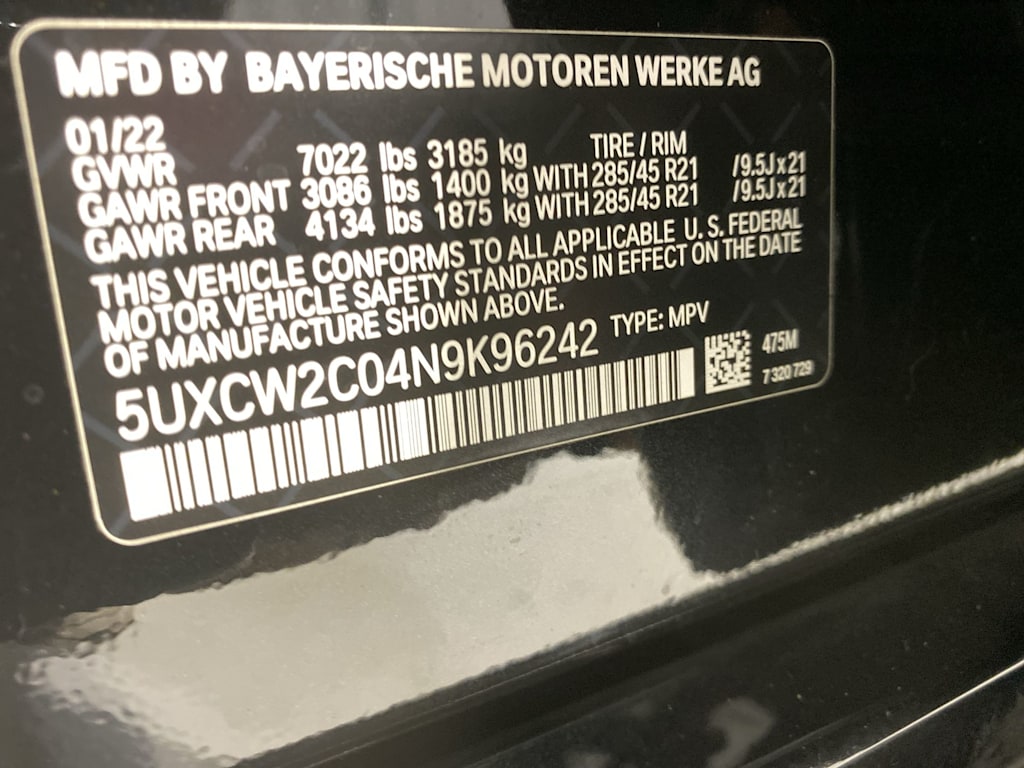 MFD BY BAYERISCHE MOTOREN WERKE AG
01/22 TIRE / RIM
GVWR 7022 lbs 3185 kg
GAWR FRONT 3086 lbs 1400 kg WITH 285/45 R21 /9.5Jx21
GAWR REAR 4134 lbs 1875 kg WITH 285/45 R21 /9.5Jx21
THIS VEHICLE CONFORMS TO ALL APPLICABLE U.S. FEDERAL
MOTOR VEHICLE SAFETY STANDARDS IN EFFECT ON THE DATE
OF MANUFACTURE SHOWN ABOVE.
5UXCW2C04N9K96242 TYPE: MPV
475M
7 320 729